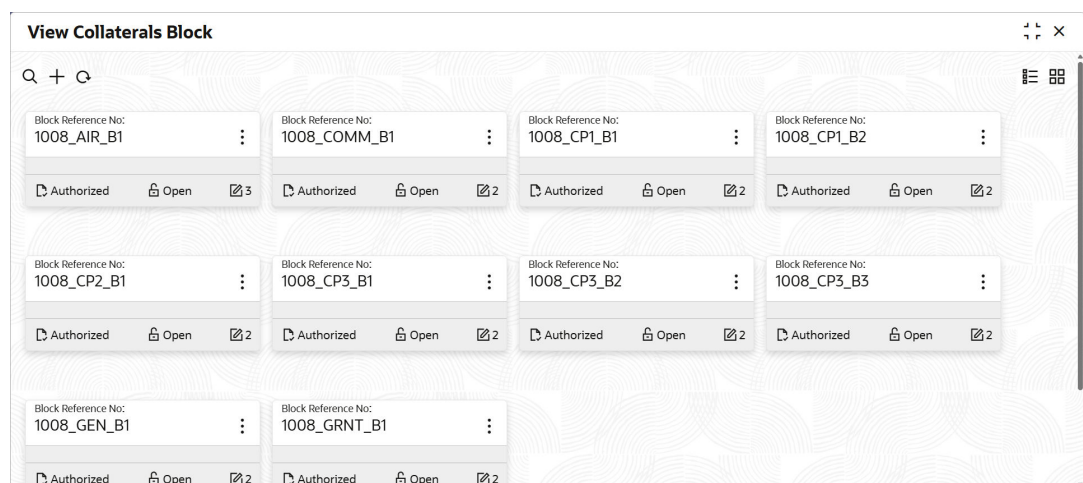 View Collaterals Block
Block Reference No: Block Reference No: Block Reference No: Block Reference No:
1008_AIR_B1 1008_COMM_B1 1008_CP1_B1 1008_CP1_B2
Authorized Open 3 Authorized Open 2 Authorized Open 2 Authorized Open 2
Block Reference No: Block Reference No: Block Reference No: Block Reference No:
1008_CP2_B1 1008_CP3_B1 1008_CP3_B2 1008_CP3_B3
Authorized Open 2 Authorized Open 2 Authorized Open 2 Authorized Open 2
Block Reference No: Block Reference No:
1008_GEN_B1 1008_GRNT_B1
Authorized Open 2 Authorized Open 2